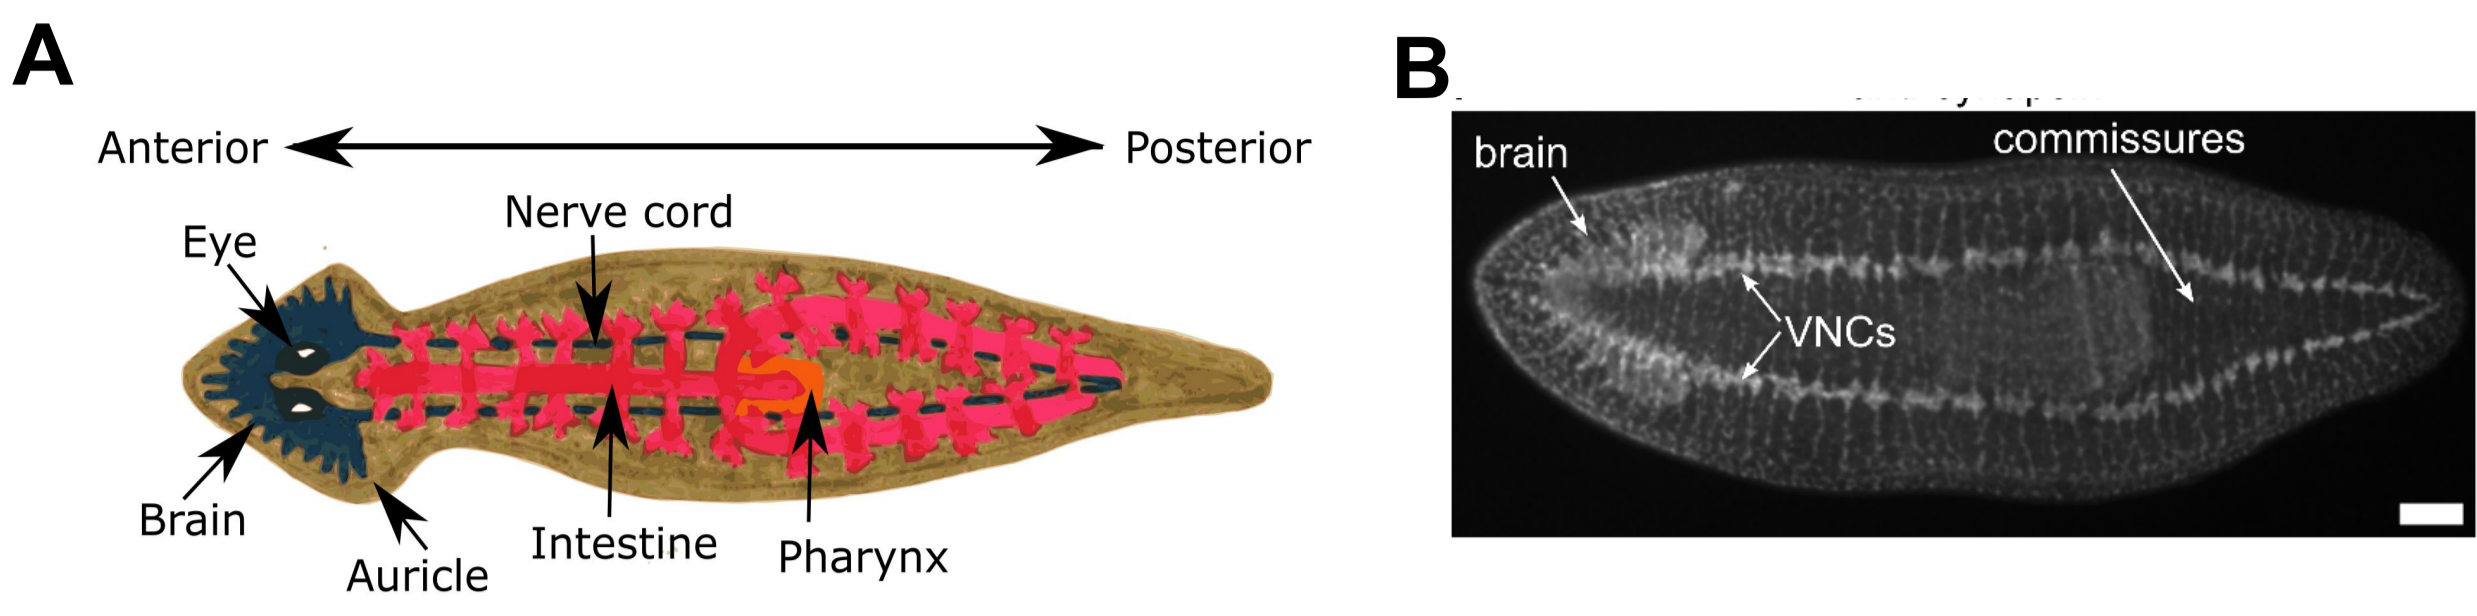 A
Anterior
Posterior
Nerve cord
Eye
Brain
Auricle
Intestine
Pharynx
B
brain
commissures
VNCs